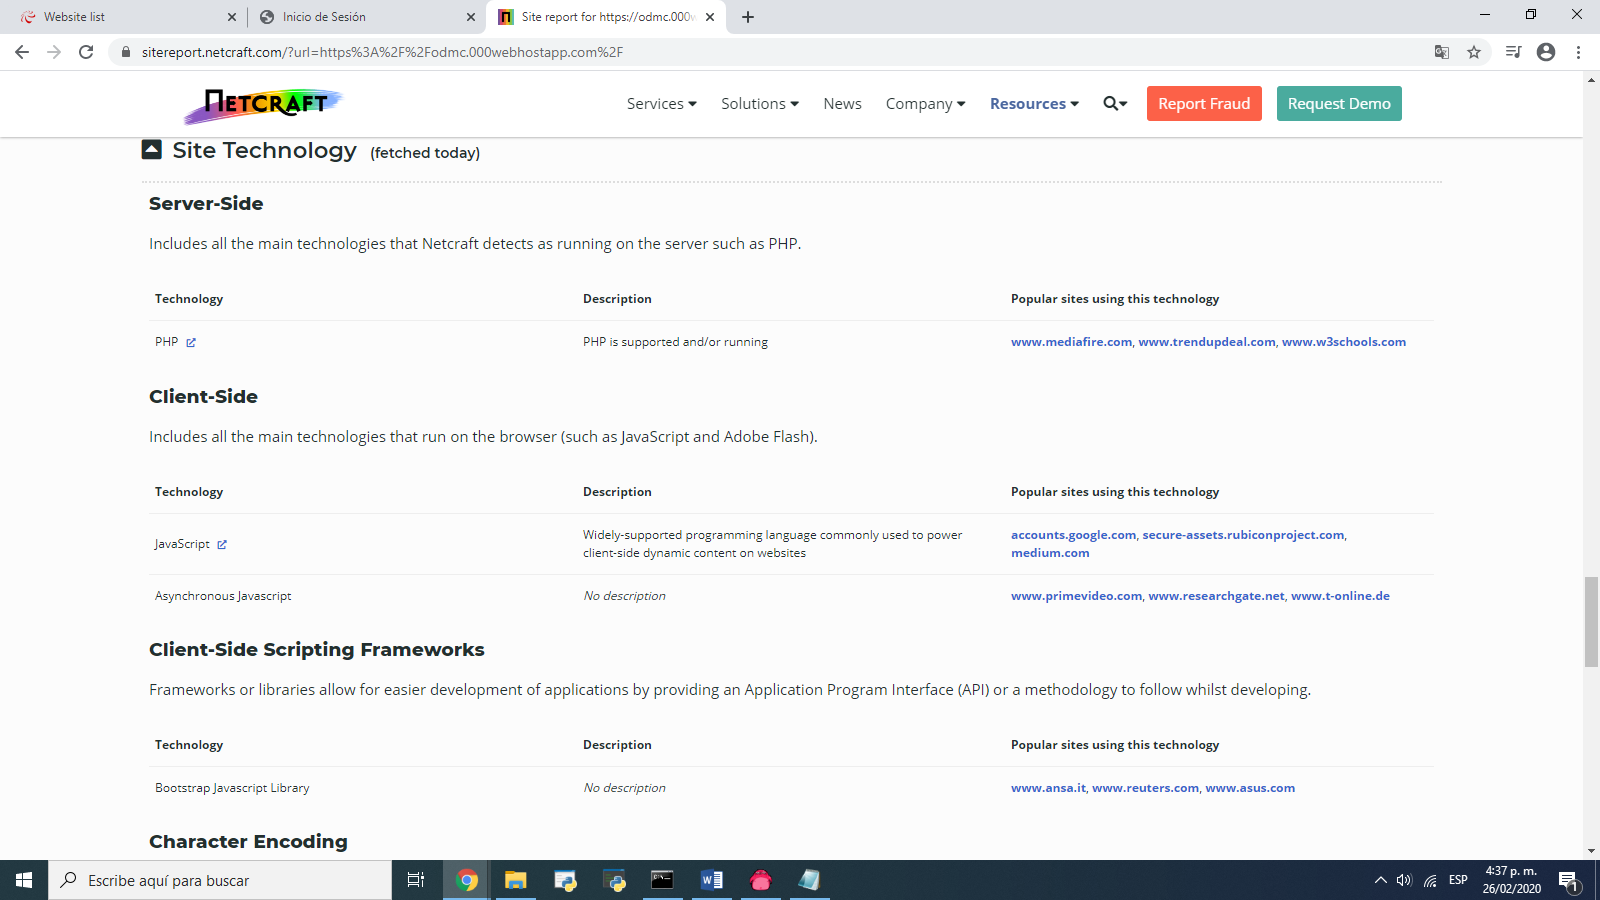 Website list
Inicio de Sesión
Site report for https://odmc.000w
sitereport.netcraft.com/?url=https%3A%2F%2Fodmc.000webhostapp.com%2F
NETCRAFT
Services
Solutions
News
Company
Resources
Report Fraud
Request Demo
Site Technology (fetched today)
Server-Side
Includes all the main technologies that Netcraft detects as running on the server such as PHP.
Technology Description Popular sites using this technology
PHP PHP is supported and/or running www.mediafire.com, www.trendupdeal.com, www.w3schools.com
Client-Side
Includes all the main technologies that run on the browser (such as JavaScript and Adobe Flash).
Technology Description Popular sites using this technology
JavaScript Widely-supported programming language commonly used to power accounts.google.com, secure-assets.rubiconproject.com,
client-side dynamic content on websites medium.com
Asynchronous Javascript No description www.primevideo.com, www.researchgate.net, www.t-online.de
Client-Side Scripting Frameworks
Frameworks or libraries allow for easier development of applications by providing an Application Program Interface (API) or a methodology to follow whilst developing.
Technology Description Popular sites using this technology
Bootstrap Javascript Library No description www.ansa.it, www.reuters.com, www.asus.com
Character Encoding
Escribe aquí para buscar
ESP
4:37 p. m.
26/02/2020
1